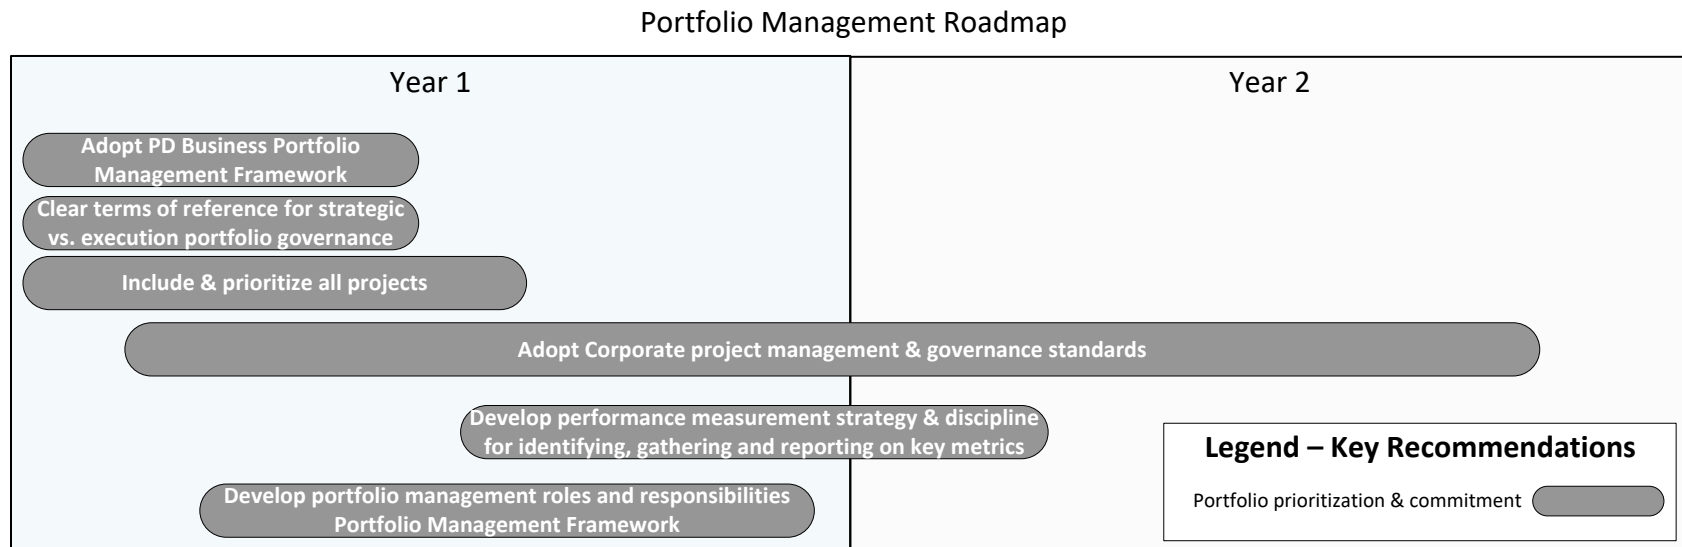 Portfolio Management Roadmap
Year 1
Year 2
Adopt PD Business Portfolio
Management Framework
Clear terms of reference for strategic
vs. execution portfolio governance
Include & prioritize all projects
Adopt Corporate project management & governance standards
Develop performance measurement strategy & discipline
for identifying, gathering and reporting on key metrics
Develop portfolio management roles and responsibilities
Portfolio Management Framework
Legend – Key Recommendations
Portfolio prioritization & commitment